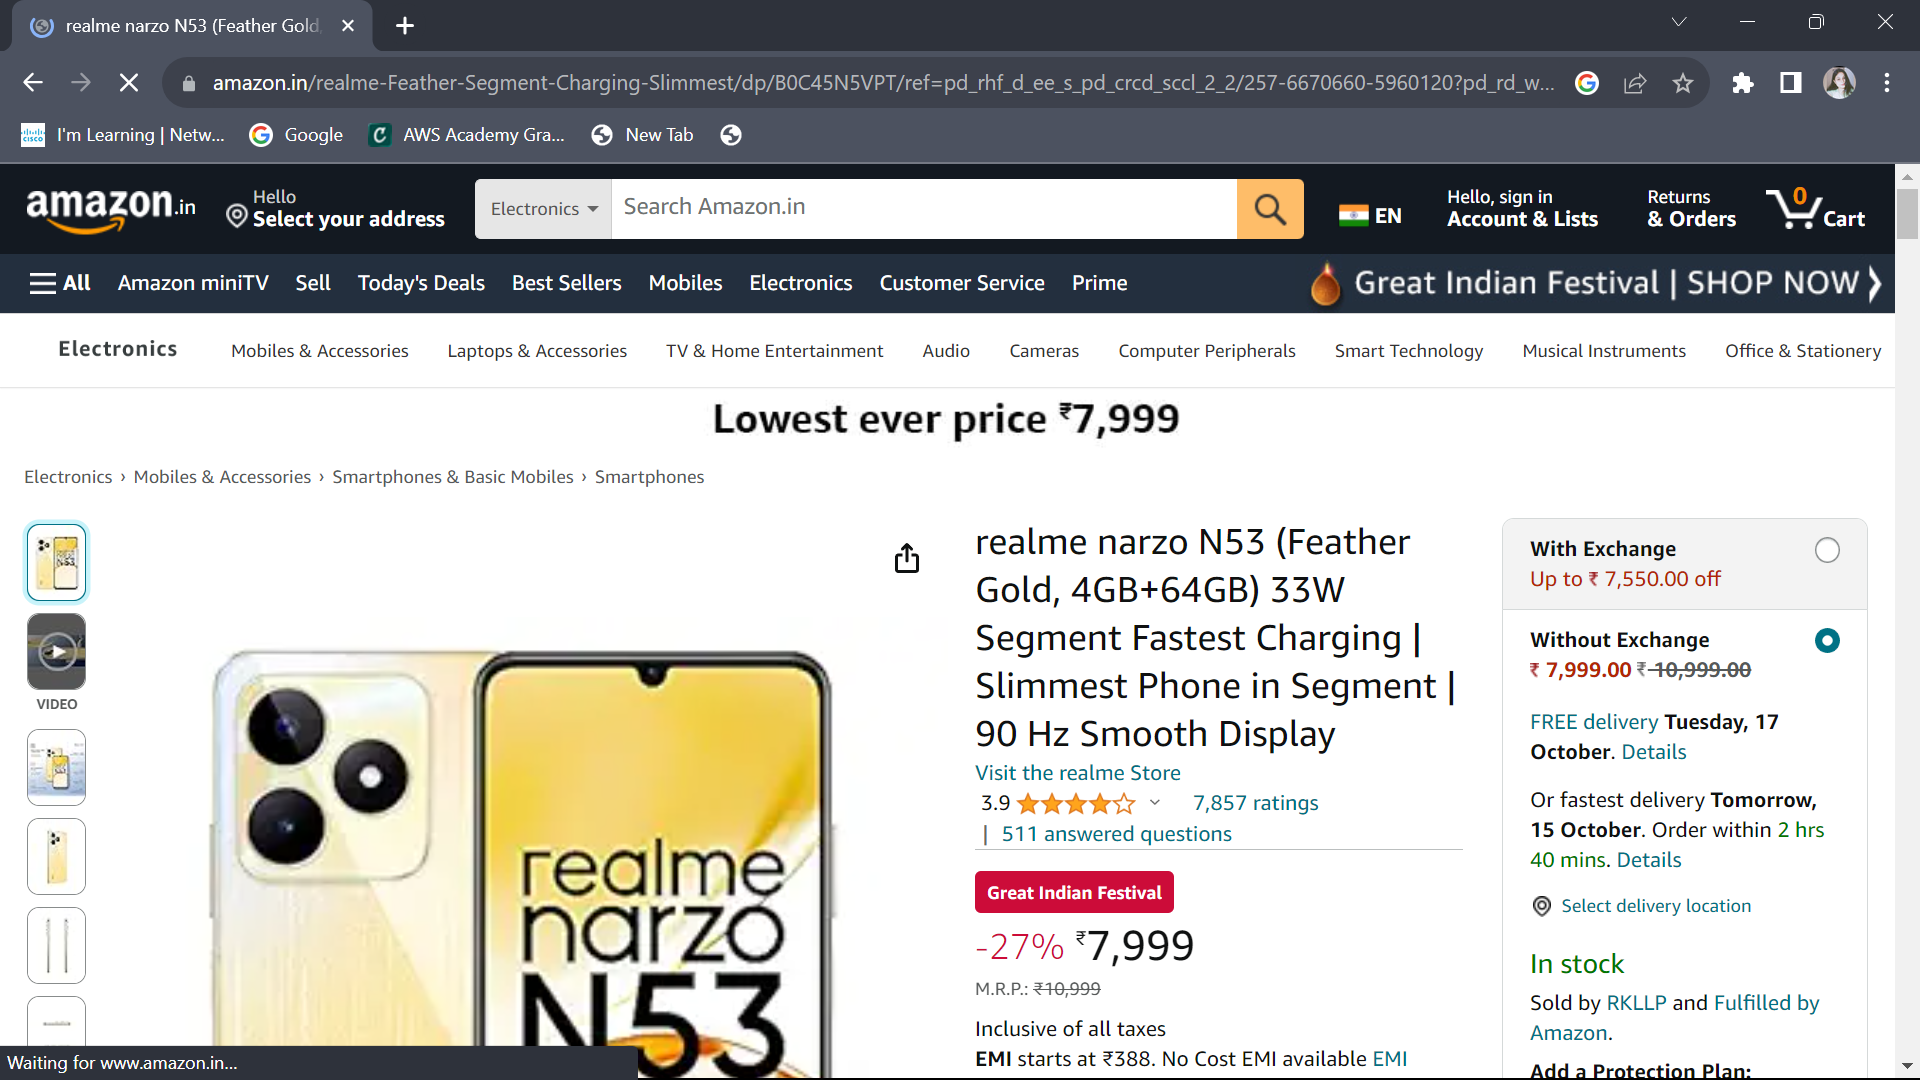 realme narzo N53 (Feather Gold,
amazon.in/realme-Feather-Segment-Charging-Slimmest/dp/B0C45N5VPT/ref=pd_rhf_d_ee_s_pd_crcd_sccl_2_2/257-6670660-5960120?pd_rd_w...
I'm Learning | Netw...
Google
AWS Academy Gra...
New Tab
amazon.in
Hello
Select your address
Electronics
Search Amazon.in
EN
Hello, sign in
Account & Lists
Returns
& Orders
0
Cart
All
Amazon miniTV
Sell
Today's Deals
Best Sellers
Mobiles
Electronics
Customer Service
Prime
Great Indian Festival | SHOP NOW
Electronics
Mobiles & Accessories
Laptops & Accessories
TV & Home Entertainment
Audio
Cameras
Computer Peripherals
Smart Technology
Musical Instruments
Office & Stationery
Lowest ever price ₹7,999
Electronics › Mobiles & Accessories › Smartphones & Basic Mobiles › Smartphones
VIDEO
realme
narzo
N53
realme narzo N53 (Feather
Gold, 4GB+64GB) 33W
Segment Fastest Charging |
Slimmest Phone in Segment |
90 Hz Smooth Display
Visit the realme Store
3.9
7,857 ratings
| 511 answered questions
Great Indian Festival
-27% ₹7,999
M.R.P.: ₹10,999
Inclusive of all taxes
EMI starts at ₹388. No Cost EMI available EMI
With Exchange
Up to ₹ 7,550.00 off
Without Exchange
₹ 7,999.00 ₹ 10,999.00
FREE delivery Tuesday, 17
October. Details
Or fastest delivery Tomorrow,
15 October. Order within 2 hrs
40 mins. Details
Select delivery location
In stock
Sold by RKLLP and Fulfilled by
Amazon.
Add a Protection Plan:
Waiting for www.amazon.in...